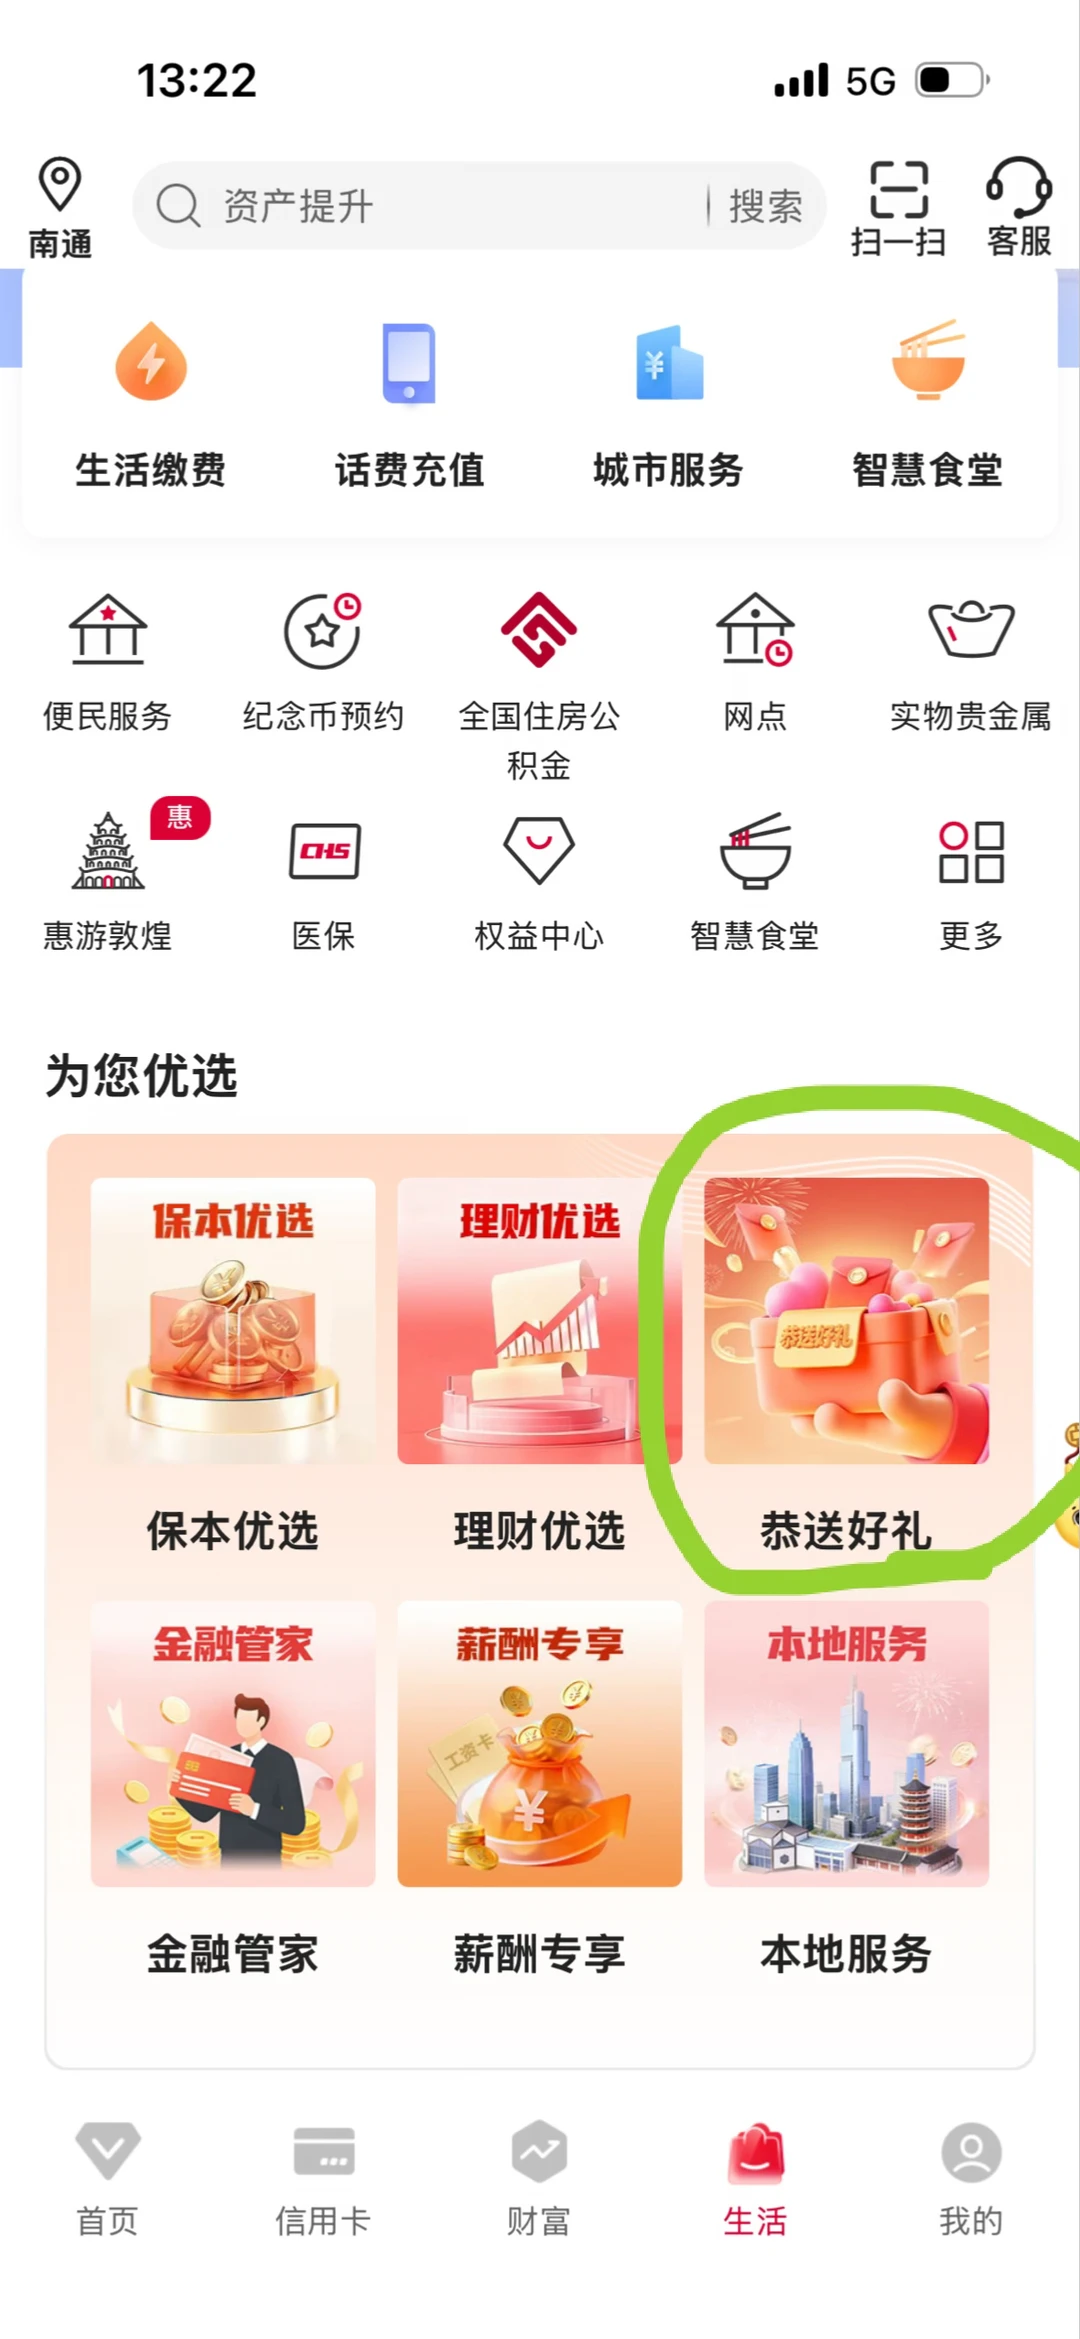 13:22
5G
南通
资产提升
搜索
扫一扫
客服
生活缴费
话费充值
城市服务
智慧食堂
便民服务
纪念币预约
全国住房公
积金
网点
实物贵金属
惠
惠游敦煌
CHS
医保
权益中心
智慧食堂
更多
为您优选
保本优选
理财优选
恭送好礼
保本优选
理财优选
恭送好礼
金融管家
薪酬专享
工资卡
¥
本地服务
金融管家
薪酬专享
本地服务
首页
信用卡
财富
生活
我的